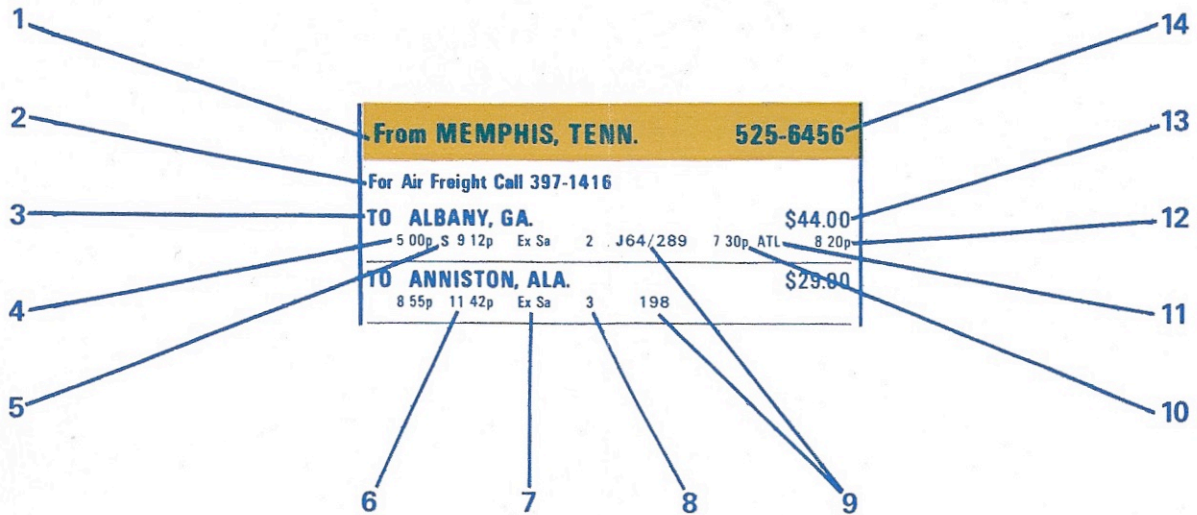 1
14
2
From MEMPHIS, TENN. 525-6456
13
For Air Freight Call 397-1416
3
TO ALBANY, GA. $44.00
12
5 00p S 9 12p Ex Sa 2 J64/289 7 30p ATL 8 20p
TO ANNISTON, ALA. $29.00
4
8 55p 11 42p Ex Sa 3 198
11
5
10
6 7 8 9